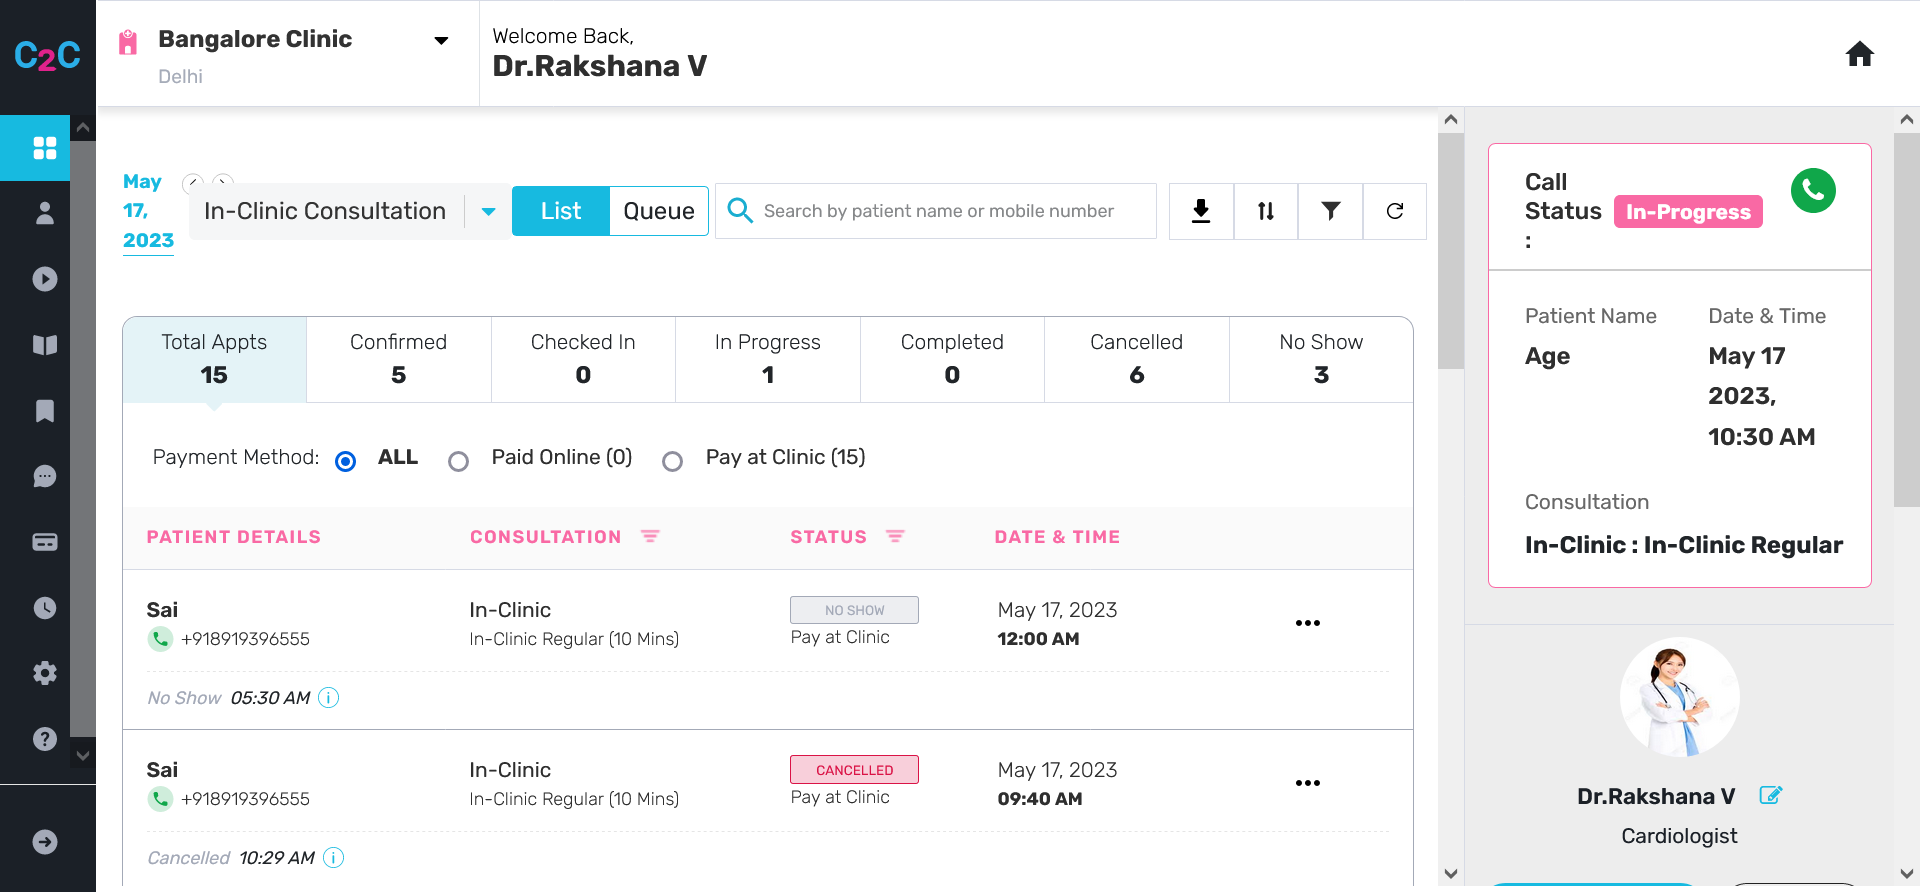 C2C
Bangalore Clinic
Delhi
Welcome Back,
Dr.Rakshana V
May
17,
2023
In-Clinic Consultation
List
Queue
Search by patient name or mobile number
Call
Status
:
In-Progress
Patient Name
Age
Date & Time
May 17
2023,
10:30 AM
Consultation
In-Clinic : In-Clinic Regular
Total Appts
15
Confirmed
5
Checked In
0
In Progress
1
Completed
0
Cancelled
6
No Show
3
Payment Method:
ALL
Paid Online (0)
Pay at Clinic (15)
PATIENT DETAILS
CONSULTATION
STATUS
DATE & TIME
Sai
+918919396555
In-Clinic
In-Clinic Regular (10 Mins)
NO SHOW
Pay at Clinic
May 17, 2023
12:00 AM
No Show 05:30 AM
Sai
+918919396555
In-Clinic
In-Clinic Regular (10 Mins)
CANCELLED
Pay at Clinic
May 17, 2023
09:40 AM
Cancelled 10:29 AM
Dr.Rakshana V
Cardiologist